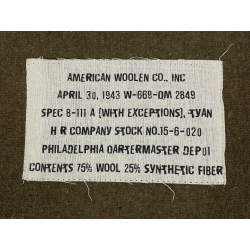 AMERICAN WOOLEN CO., INC
APRIL 30, 1943 W-669-QM 2849
SPEC 8-111 A [WITH EXCEPTIONS], TYAN
H R COMPANY STOCK NO.15-6-020
PHILADELPHIA QARTERMASTER DEPOT
CONTENTS 75% WOOL 25% SYNTHETIC FIBER